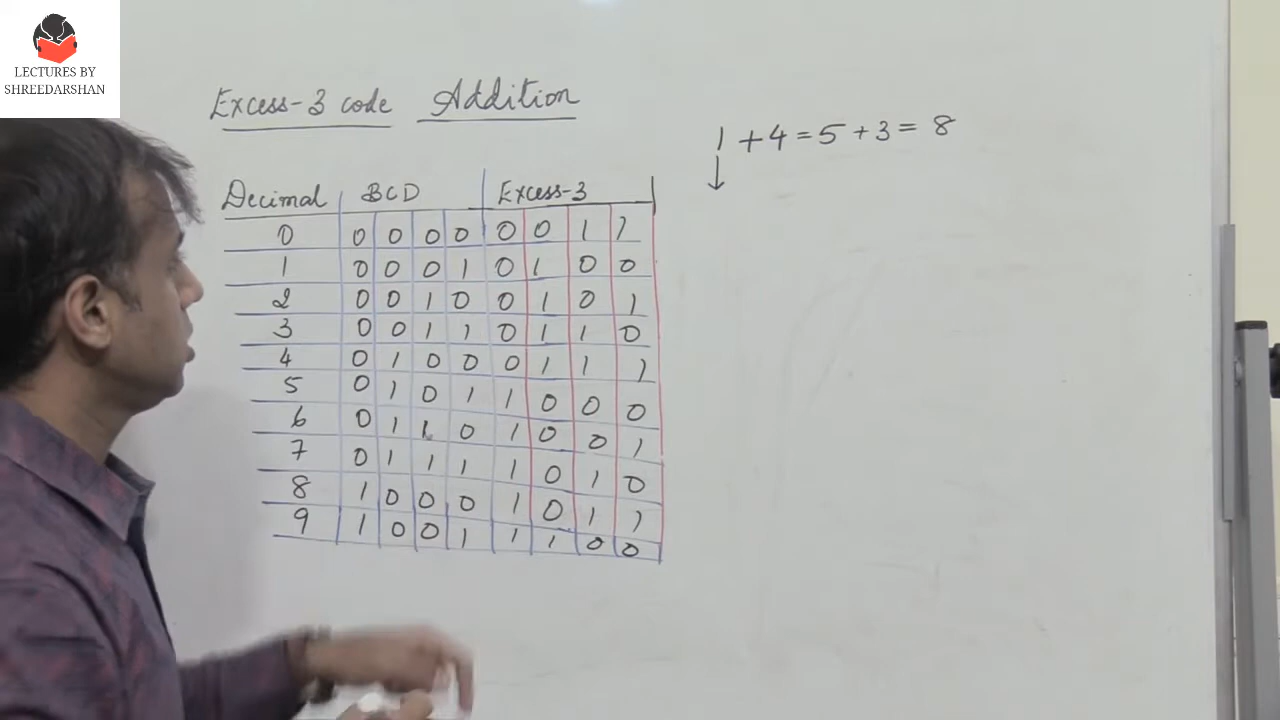 LECTURES BY
SHREEDARSHAN
Excess-3 code Addition
1 + 4 = 5 + 3 = 8
Decimal BCD Excess-3
0 0 0 0 0 0 0 1 1
1 0 0 0 1 0 1 0 0
2 0 0 1 0 0 1 0 1
3 0 0 1 1 0 1 1 0
4 0 1 0 0 0 1 1 1
5 0 1 0 1 1 0 0 0
6 0 1 1 0 1 0 0 1
7 0 1 1 1 1 0 1 0
8 1 0 0 0 1 0 1 1
9 1 0 0 1 1 1 0 0